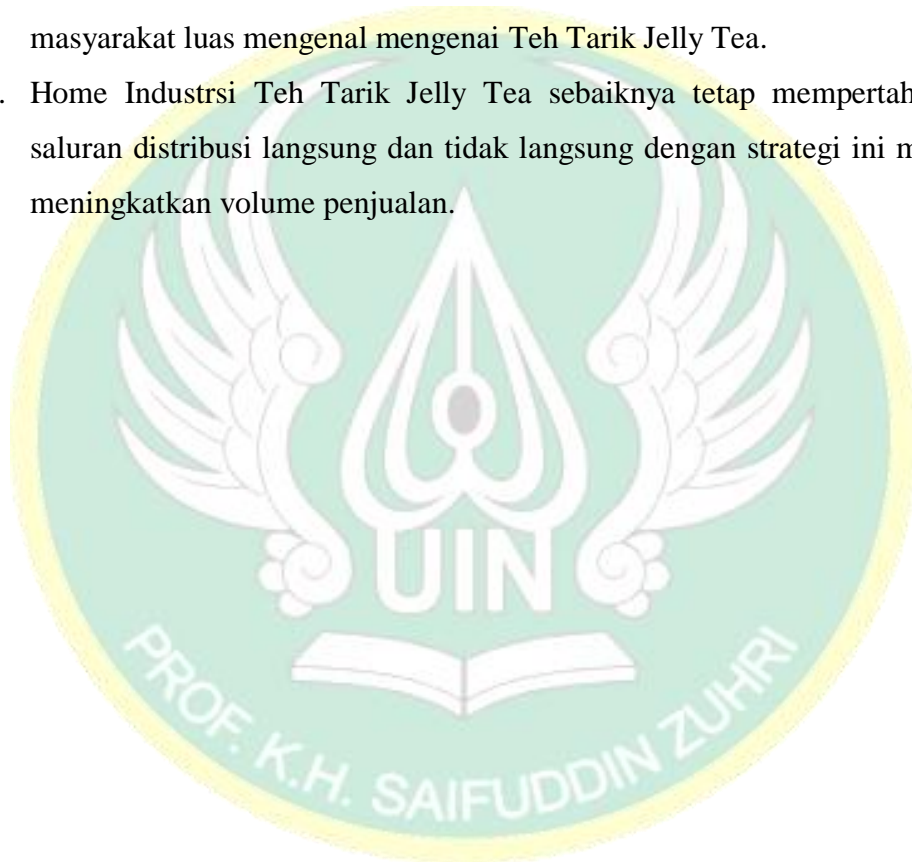 masyarakat luas mengenal mengenai Teh Tarik Jelly Tea.
. Home Industrsi Teh Tarik Jelly Tea sebaiknya tetap
saluran distribusi langsung dan tidak langsung dengan strategi ini
meningkatkan volume penjualan.
UIN
PROF. K.H. SAIFUDDIN ZUHRI